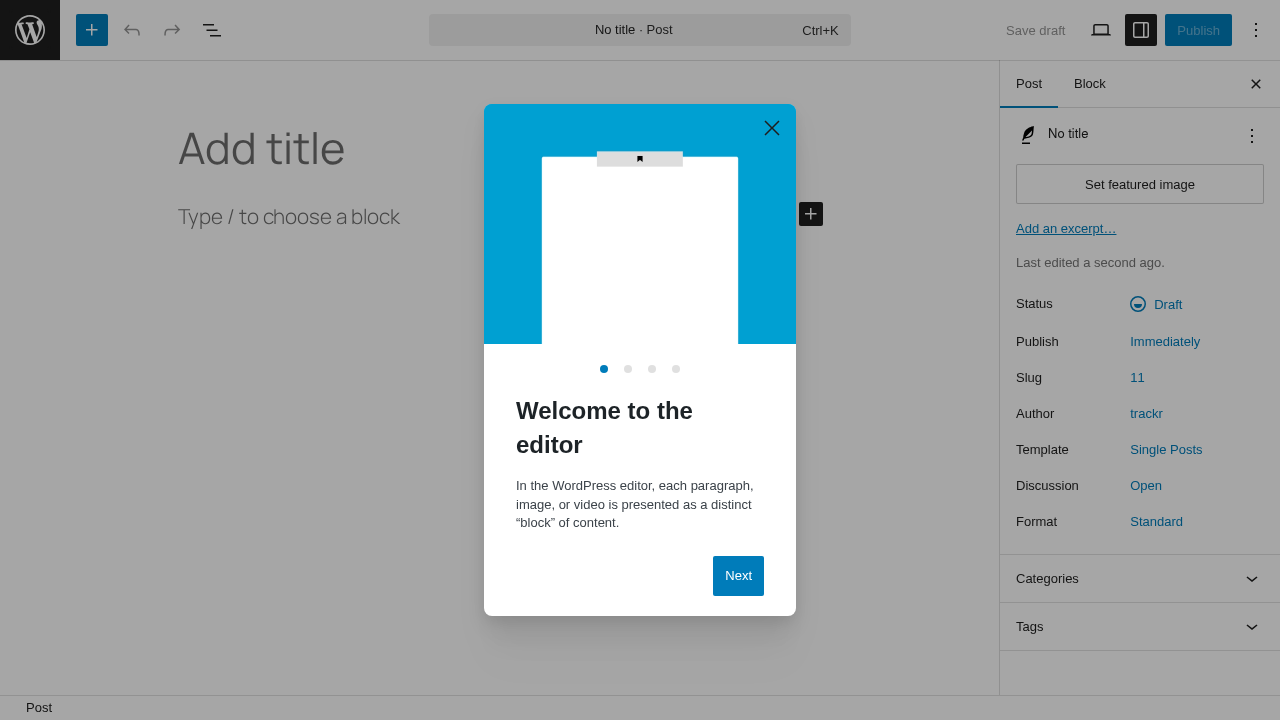 No title · Post
Ctrl+K
Save draft
Publish
Add title
Type / to choose a block
Welcome to the
editor
In the WordPress editor, each paragraph,
image, or video is presented as a distinct
“block” of content.
Next
Post
Block
No title
Set featured image
Add an excerpt…
Last edited a second ago.
Status
Draft
Publish
Immediately
Slug
11
Author
trackr
Template
Single Posts
Discussion
Open
Format
Standard
Categories
Tags
Post